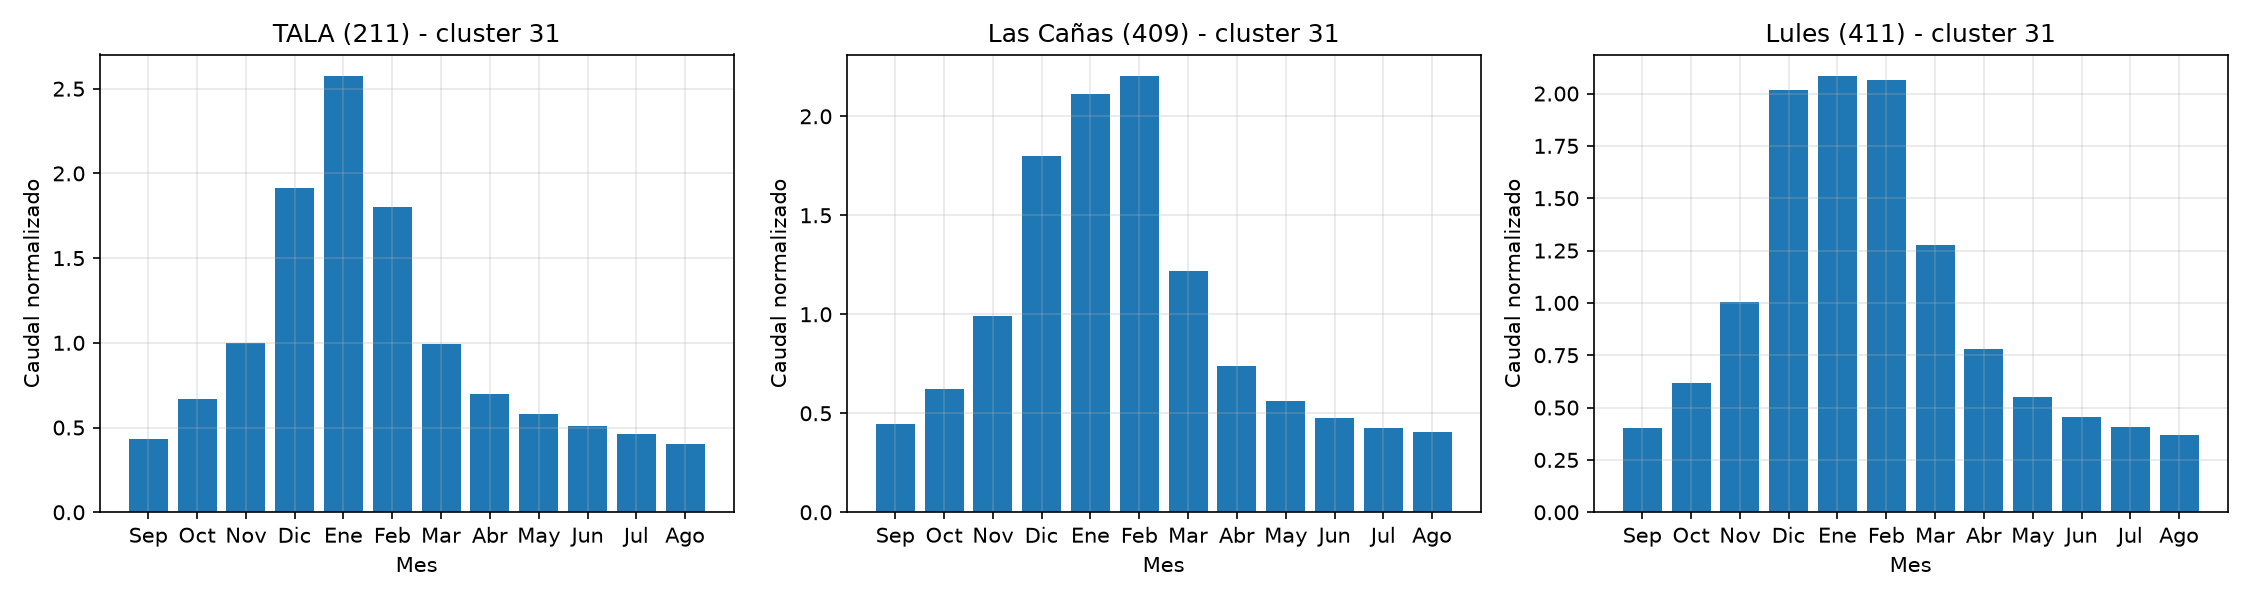 TALA (211) - cluster 31
Caudal normalizado
2.5
2.0
1.5
1.0
0.5
0.0
Sep Oct Nov Dic Ene Feb Mar Abr May Jun Jul Ago
Mes
Las Cañas (409) - cluster 31
Caudal normalizado
2.0
1.5
1.0
0.5
0.0
Sep Oct Nov Dic Ene Feb Mar Abr May Jun Jul Ago
Mes
Lules (411) - cluster 31
Caudal normalizado
2.00
1.75
1.50
1.25
1.00
0.75
0.50
0.25
0.00
Sep Oct Nov Dic Ene Feb Mar Abr May Jun Jul Ago
Mes